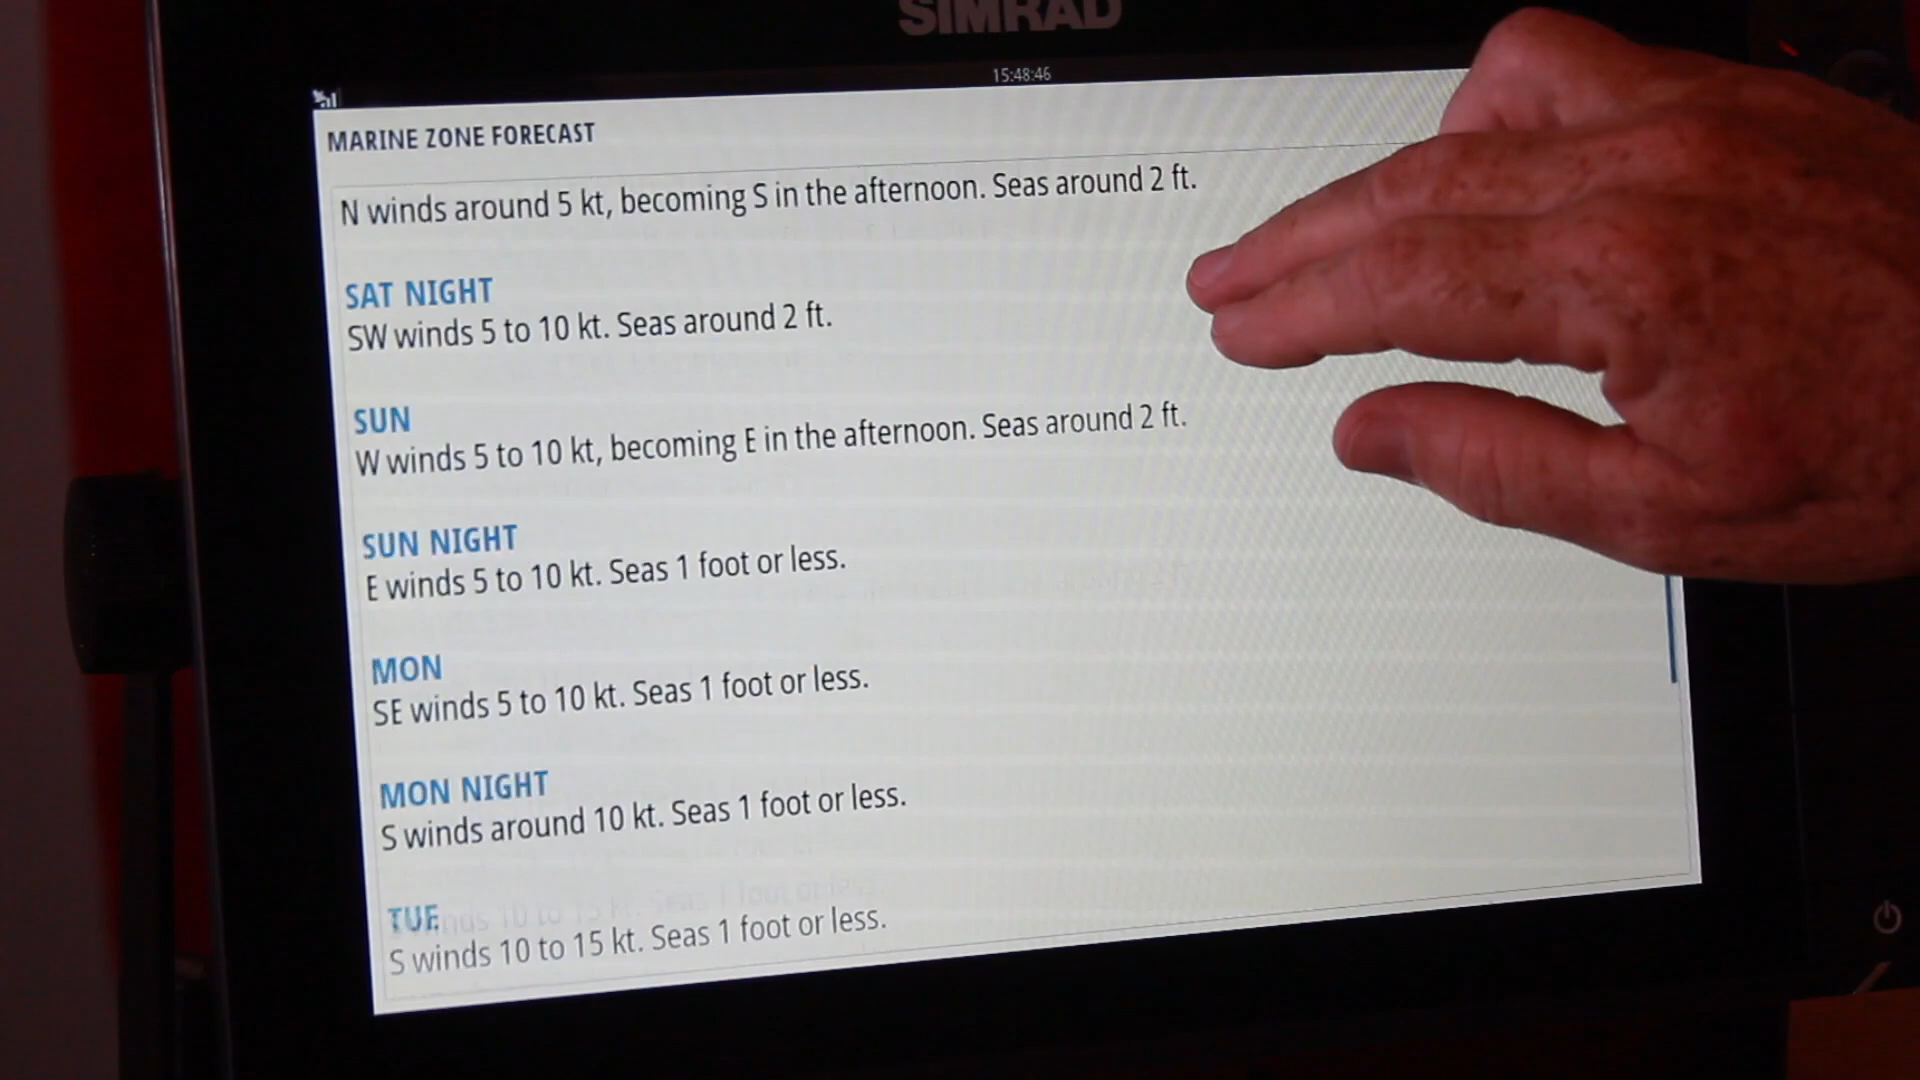 SIMRAD
15:48:46
MARINE ZONE FORECAST
N winds around 5 kt, becoming S in the afternoon. Seas around 2 ft.
SAT NIGHT
SW winds 5 to 10 kt. Seas around 2 ft.
SUN
W winds 5 to 10 kt, becoming E in the afternoon. Seas around 2 ft.
SUN NIGHT
E winds 5 to 10 kt. Seas 1 foot or less.
MON
SE winds 5 to 10 kt. Seas 1 foot or less.
MON NIGHT
S winds around 10 kt. Seas 1 foot or less.
TUE
S winds 10 to 15 kt. Seas 1 foot or less.